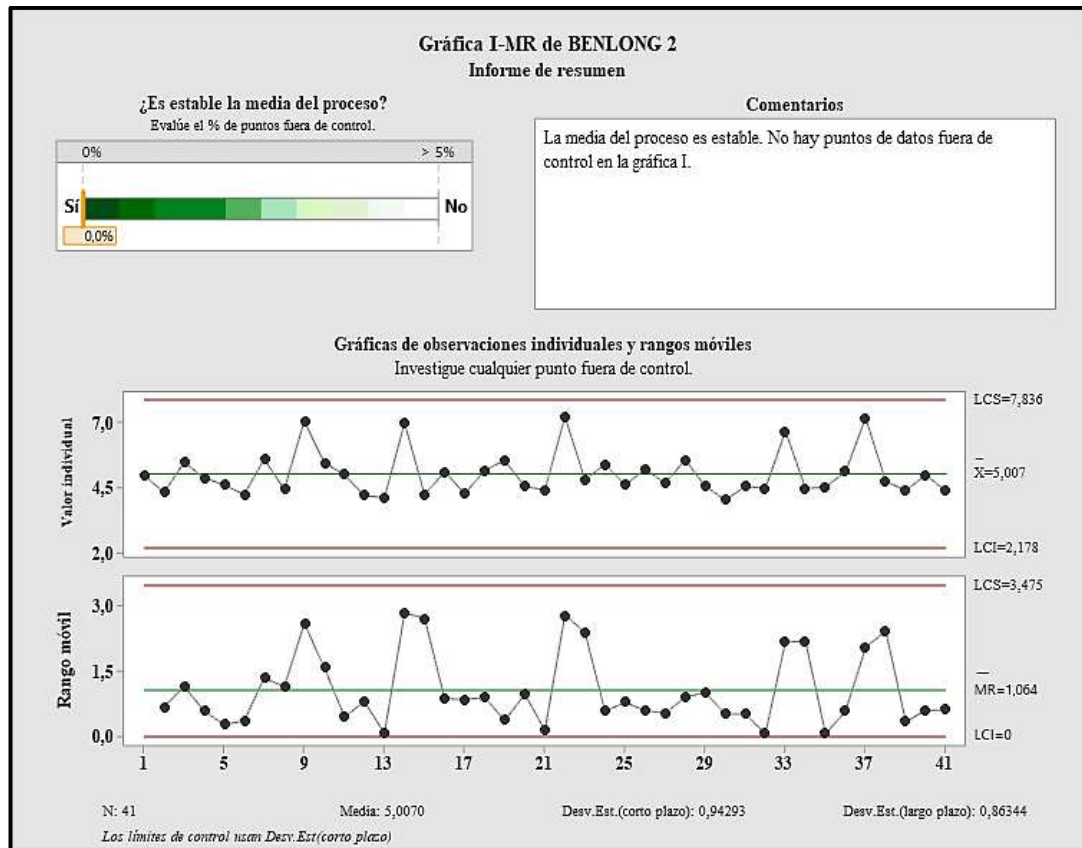 Gráfica I-MR de BENLONG 2
Informe de resumen
¿Es estable la media del proceso?
Evalúe el % de puntos fuera de control.
0%
> 5%
Sí
No
0,0%
Comentarios
La media del proceso es estable. No hay puntos de datos fuera de
control en la gráfica I.
Gráficas de observaciones individuales y rangos móviles
Investigue cualquier punto fuera de control.
Valor individual
7,0
4,5
2,0
LCS=7,836
X̅=5,007
LCI=2,178
Rango móvil
3,0
1,5
0,0
LCS=3,475
M̅R̅=1,064
LCI=0
1 5 9 13 17 21 25 29 33 37 41
N: 41 Media: 5,0070 Desv.Est.(corto plazo): 0,94293 Desv.Est.(largo plazo): 0,86344
Los límites de control usan Desv.Est(corto plazo)